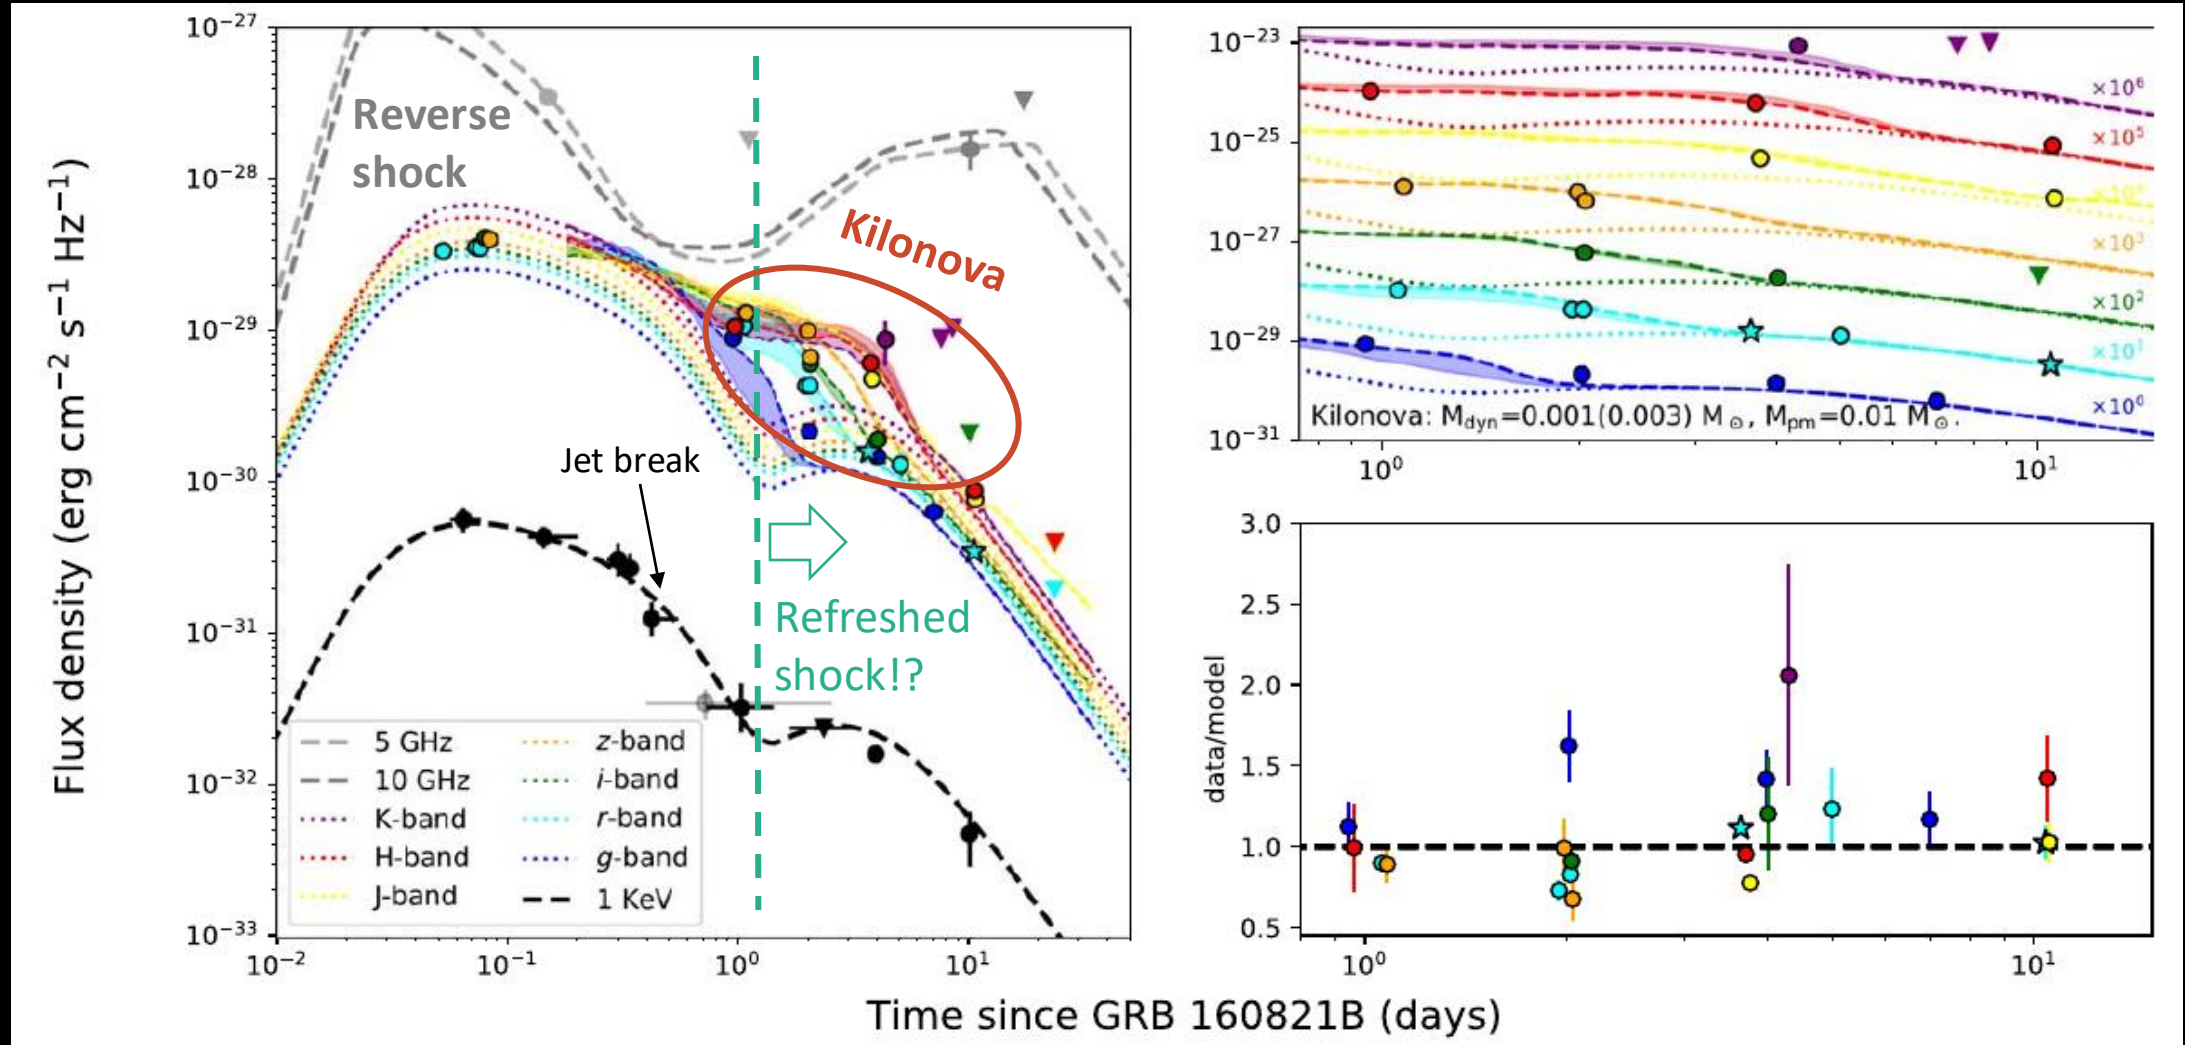 Flux density (erg cm⁻² s⁻¹ Hz⁻¹)
10⁻²⁷
10⁻²⁸
10⁻²⁹
10⁻³⁰
10⁻³¹
10⁻³²
10⁻³³
10⁻²
10⁻¹
10⁰
10¹
Reverse
shock
Kilonova
Jet break
Refreshed
shock!?
5 GHz
10 GHz
K-band
H-band
J-band
z-band
i-band
r-band
g-band
1 KeV
10⁻²³
10⁻²⁵
10⁻²⁷
10⁻²⁹
10⁻³¹
×10⁶
×10⁵
×10⁴
×10³
×10²
×10¹
×10⁰
Kilonova: M_dyn=0.001(0.003) M⊙, M_pm=0.01 M⊙.
10⁰
10¹
data/model
3.0
2.5
2.0
1.5
1.0
0.5
10⁰
10¹
Time since GRB 160821B (days)